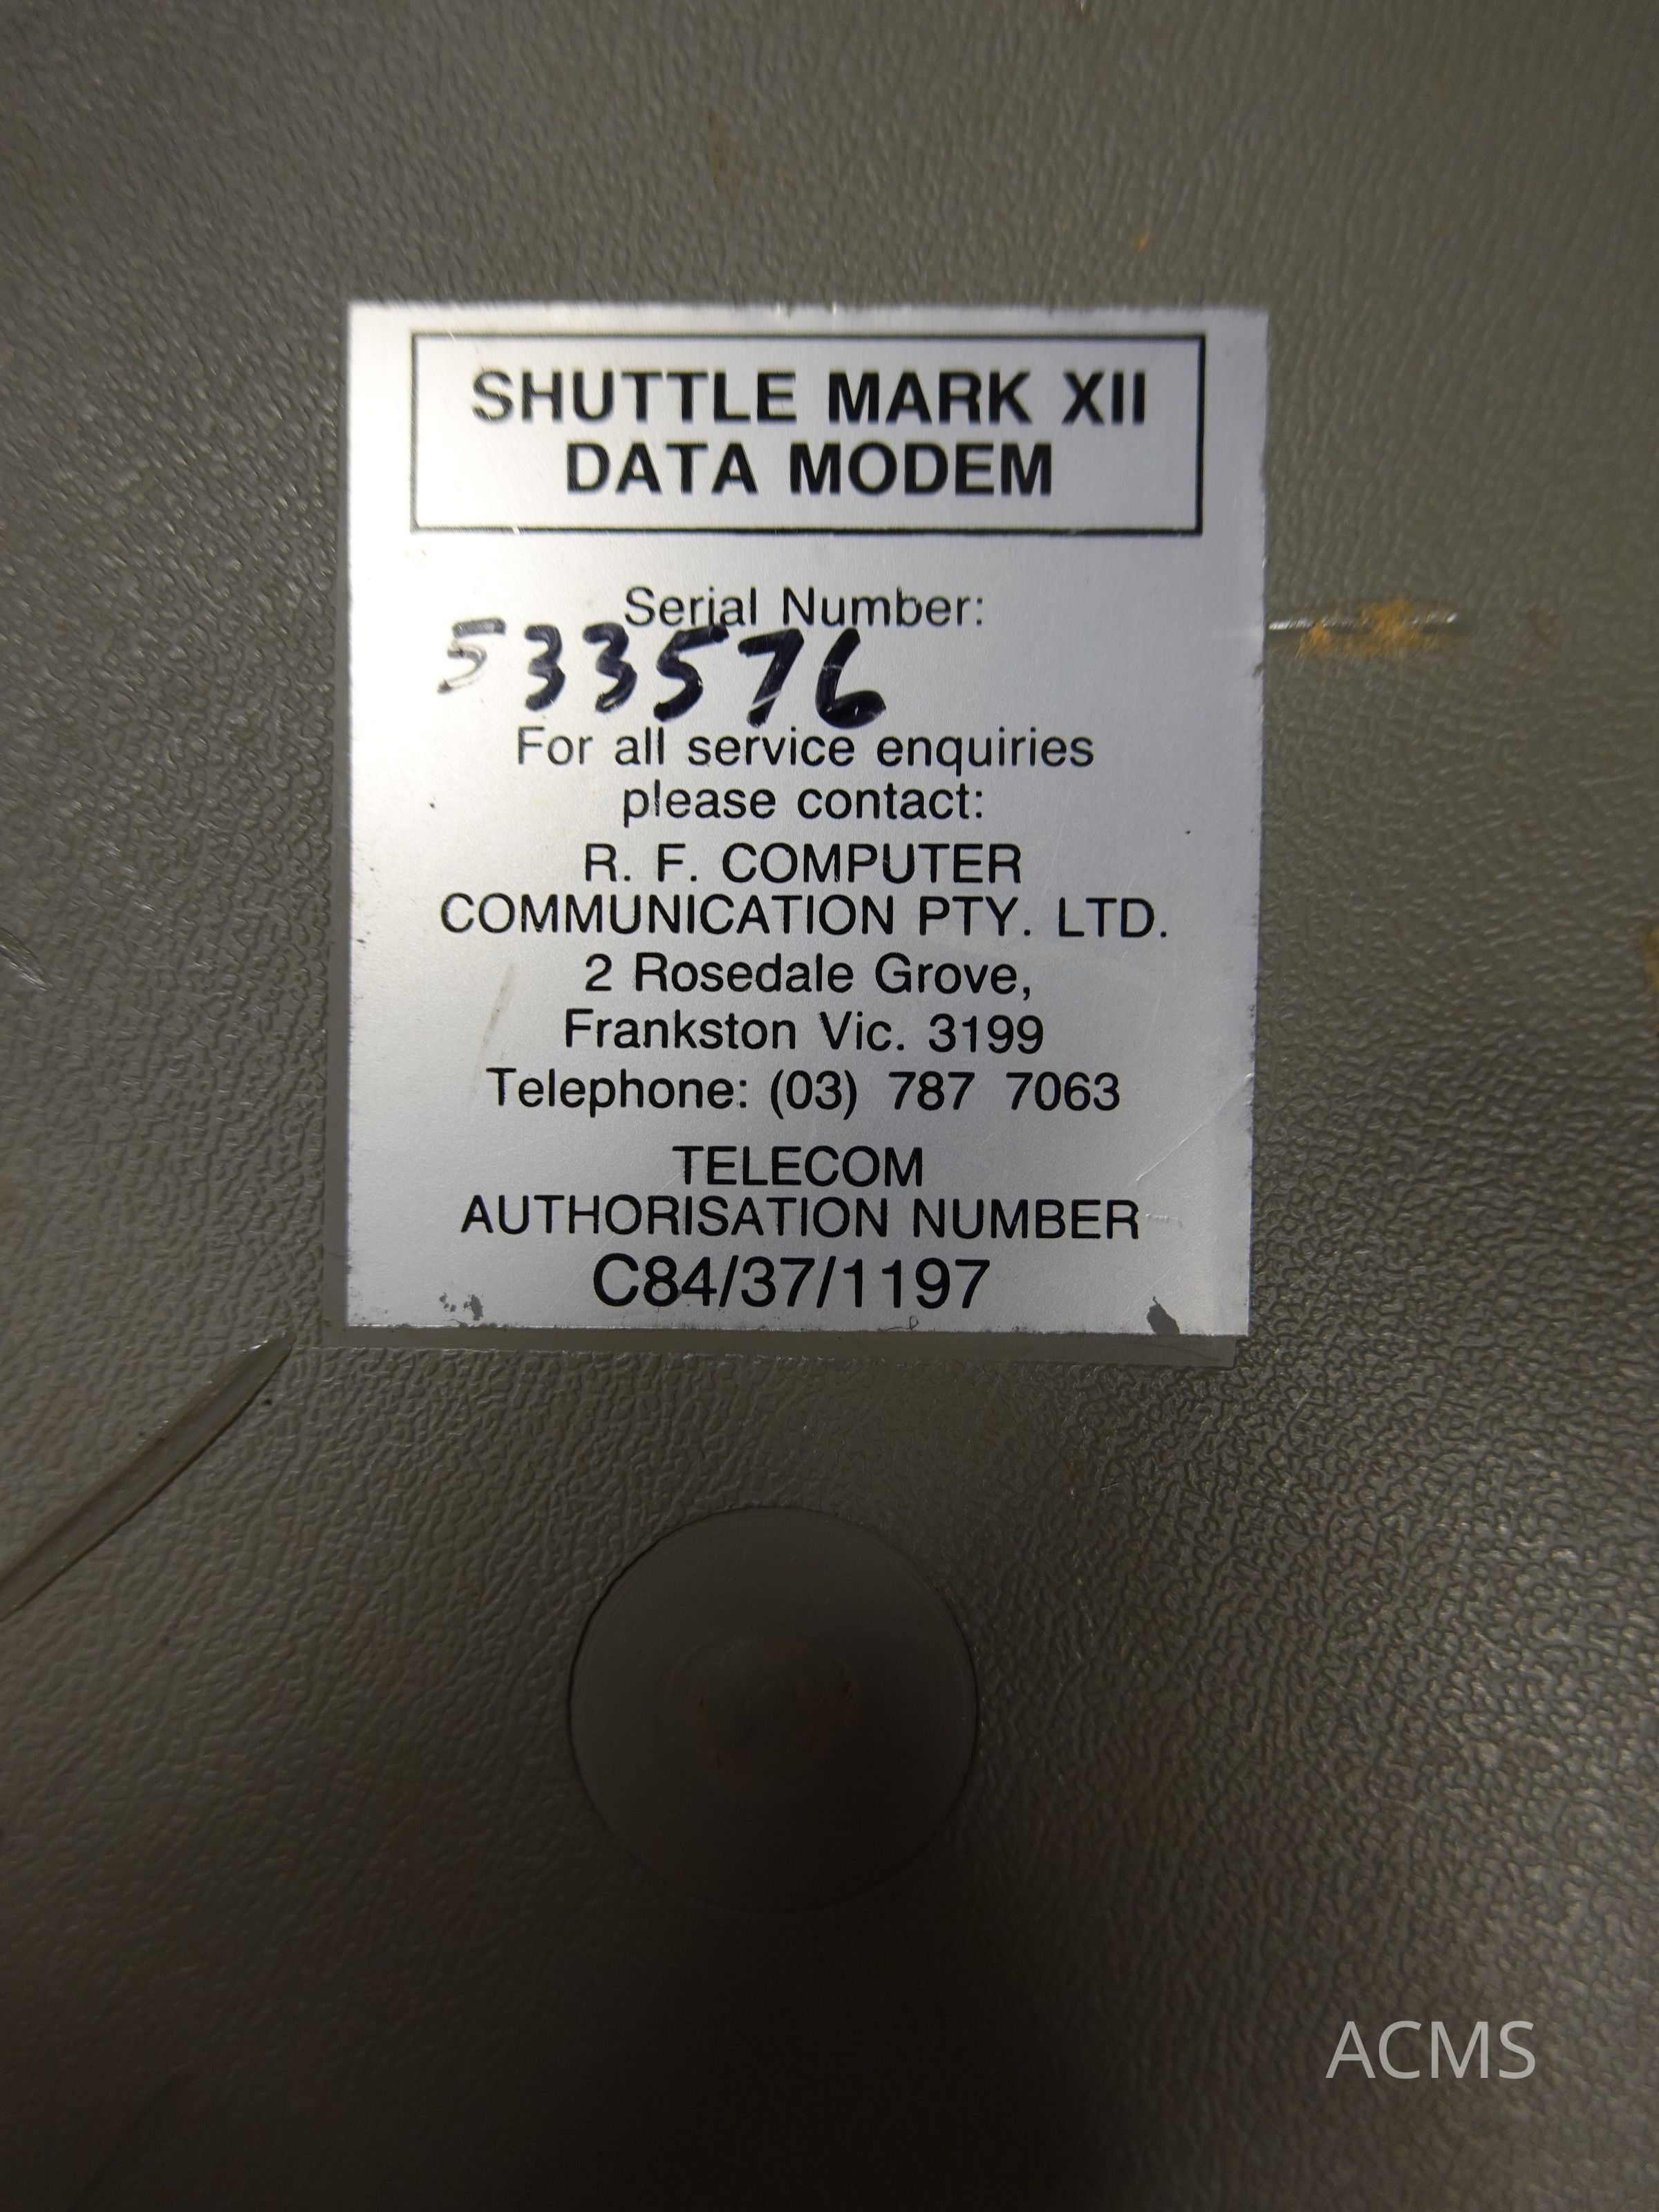 SHUTTLE MARK XII
DATA MODEM
Serial Number:
533576
For all service enquiries
please contact:
R. F. COMPUTER
COMMUNICATION PTY. LTD.
2 Rosedale Grove,
Frankston Vic. 3199
Telephone: (03) 787 7063
TELECOM
AUTHORISATION NUMBER
C84/37/1197
ACMS